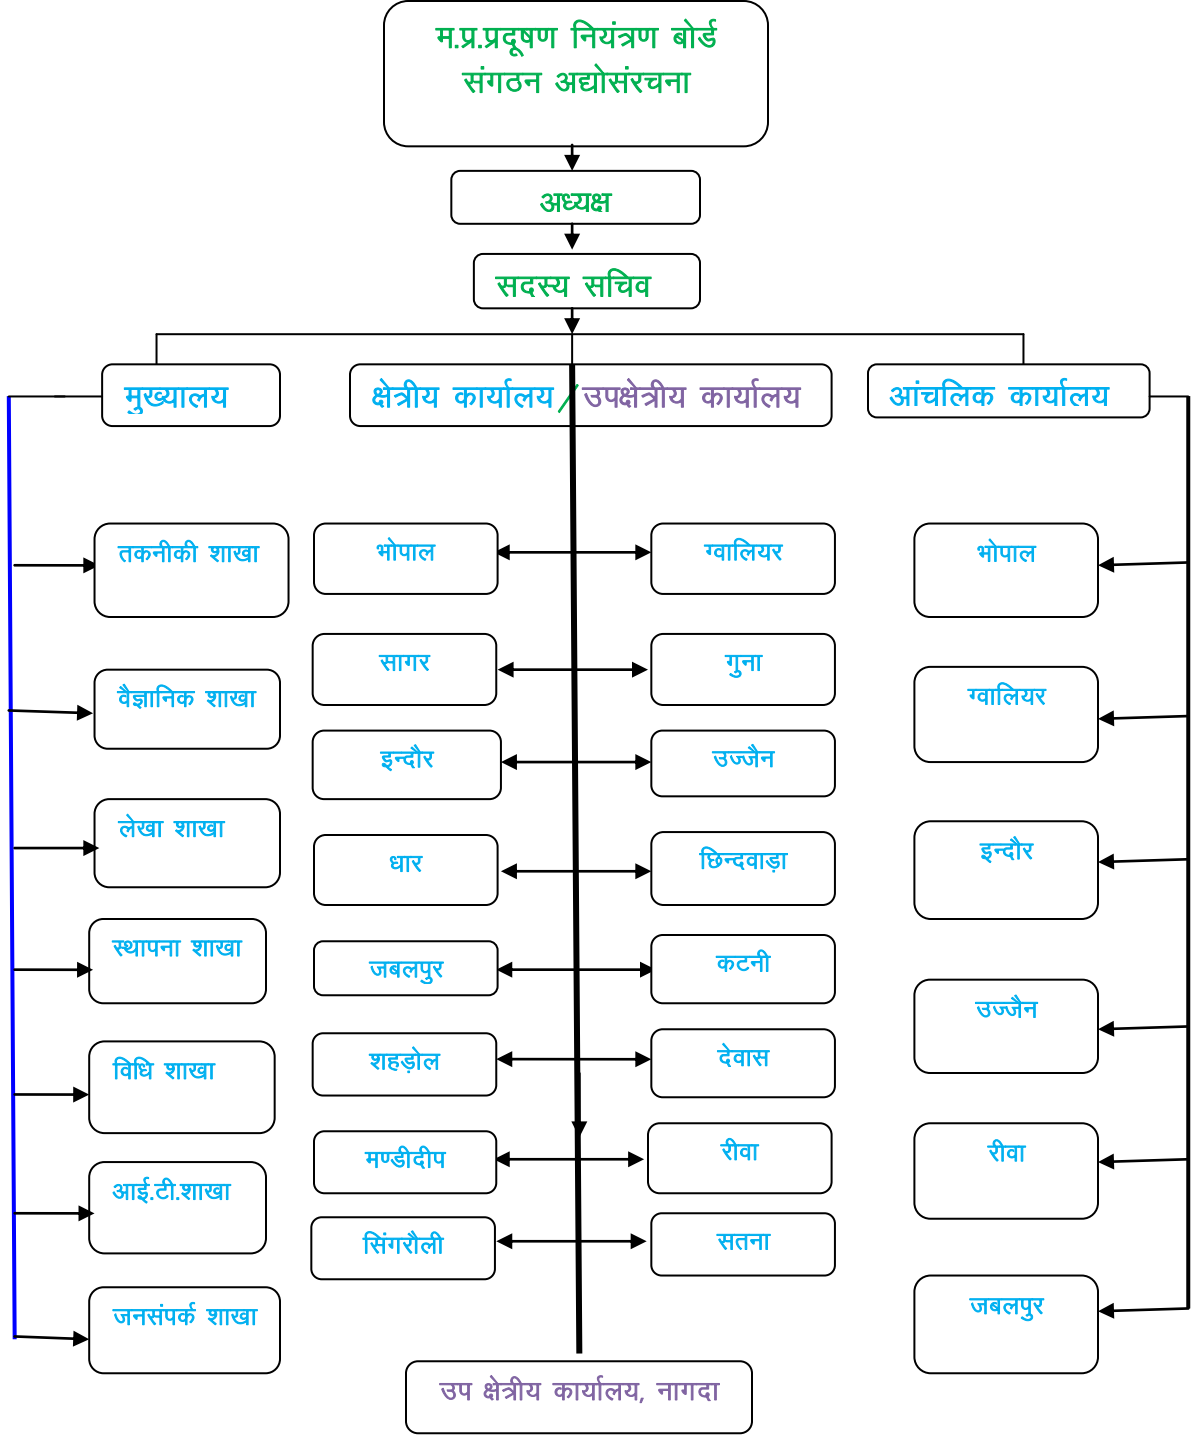 म.प्र.प्रदूषण नियंत्रण बोर्ड
संगठन अद्योसंरचना
अध्यक्ष
सदस्य सचिव
मुख्यालय
क्षेत्रीय कार्यालय / उपक्षेत्रीय कार्यालय
आंचलिक कार्यालय
तकनीकी शाखा
वैज्ञानिक शाखा
लेखा शाखा
स्थापना शाखा
विधि शाखा
आई.टी.शाखा
जनसंपर्क शाखा
भोपाल
ग्वालियर
सागर
गुना
इन्दौर
उज्जैन
धार
छिन्दवाड़ा
जबलपुर
कटनी
शहड़ोल
देवास
मण्डीदीप
रीवा
सिंगरौली
सतना
उप क्षेत्रीय कार्यालय, नागदा
भोपाल
ग्वालियर
इन्दौर
उज्जैन
रीवा
जबलपुर